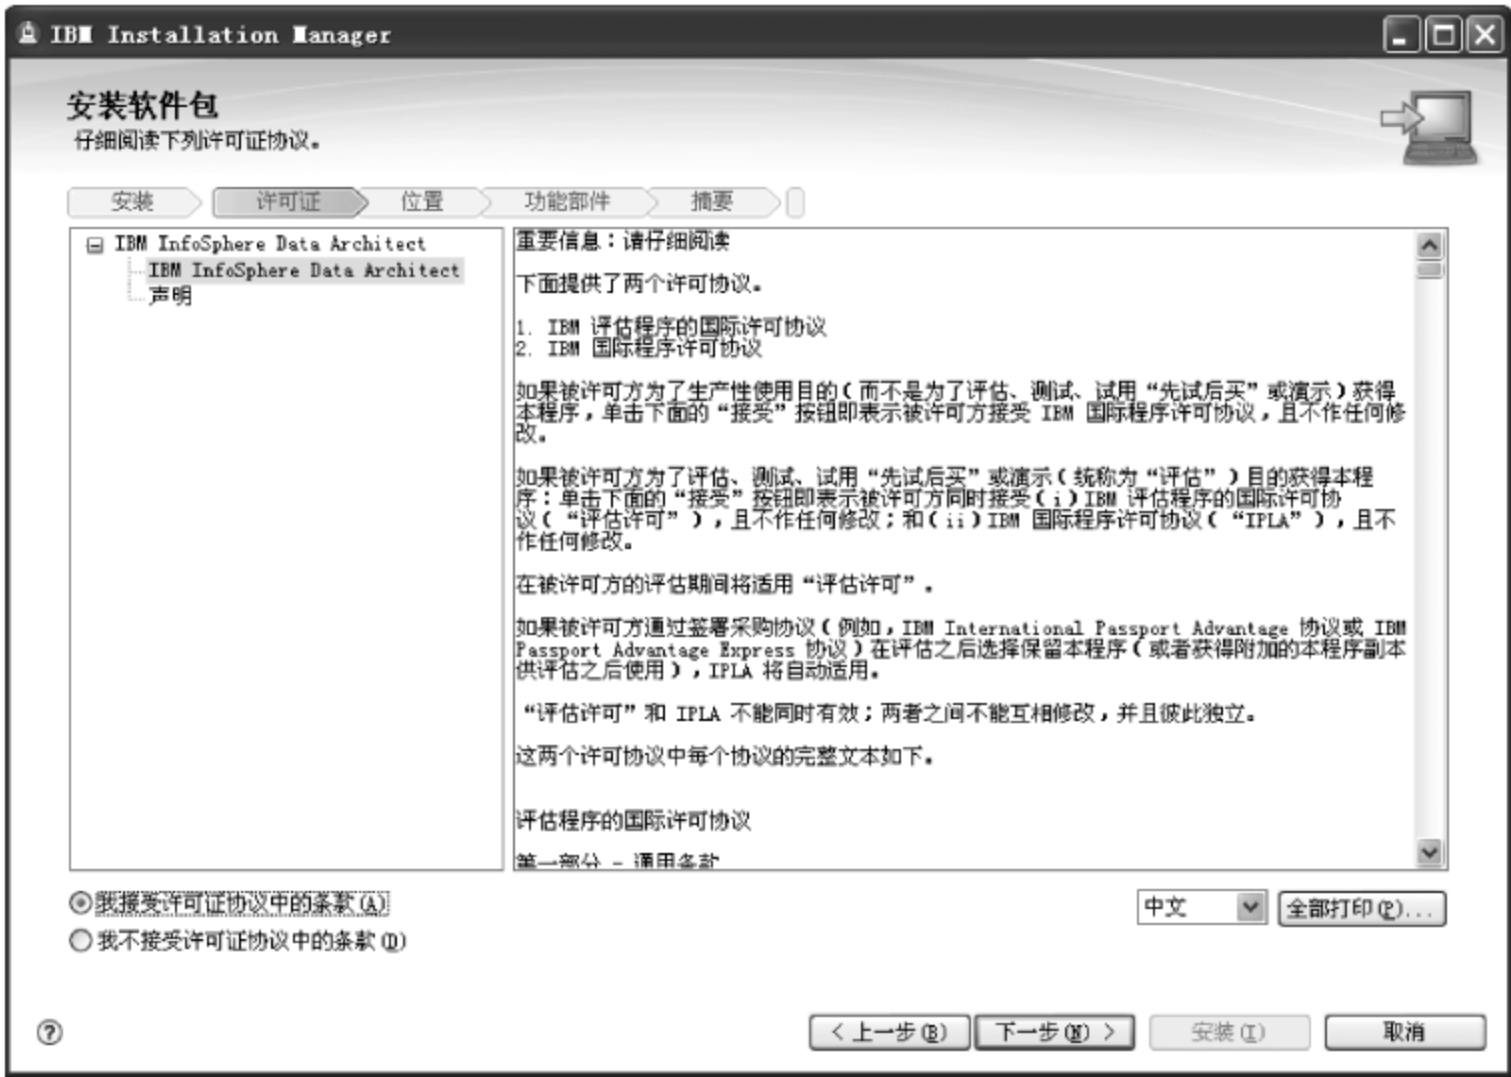 IBM Installation Manager
安装软件包
仔细阅读下列许可证协议。
安装
许可证
位置
功能部件
摘要
IBM InfoSphere Data Architect
IBM InfoSphere Data Architect
声明
重要信息：请仔细阅读
下面提供了两个许可协议。
1. IBM 评估程序的国际许可协议
2. IBM 国际程序许可协议
如果被许可方为了生产性使用目的（而不是为了评估、测试、试用“先试后买”或演示）获得
本程序，单击下面的“接受”按钮即表示被许可方接受 IBM 国际程序许可协议，且不作任何修
改。
如果被许可方为了评估、测试、试用“先试后买”或演示（统称为“评估”）目的获得本程
序：单击下面的“接受”按钮即表示被许可方同时接受（i）IBM 评估程序的国际许可协
议（“评估许可”），且不作任何修改；和（ii）IBM 国际程序许可协议（“IPLA”），且不
作任何修改。
在被许可方的评估期间将适用“评估许可”。
如果被许可方通过签署采购协议（例如，IBM International Passport Advantage 协议或 IBM
Passport Advantage Express 协议）在评估之后选择保留本程序（或者获得附加的本程序副本
供评估之后使用），IPLA 将自动适用。
“评估许可”和 IPLA 不能同时有效；两者之间不能互相修改，并且彼此独立。
这两个许可协议中每个协议的完整文本如下。
评估程序的国际许可协议
第一部分 - 通用条款
我接受许可证协议中的条款(A)
我不接受许可证协议中的条款(D)
中文
全部打印(P)...
?
< 上一步(B)
下一步(N) >
安装(I)
取消